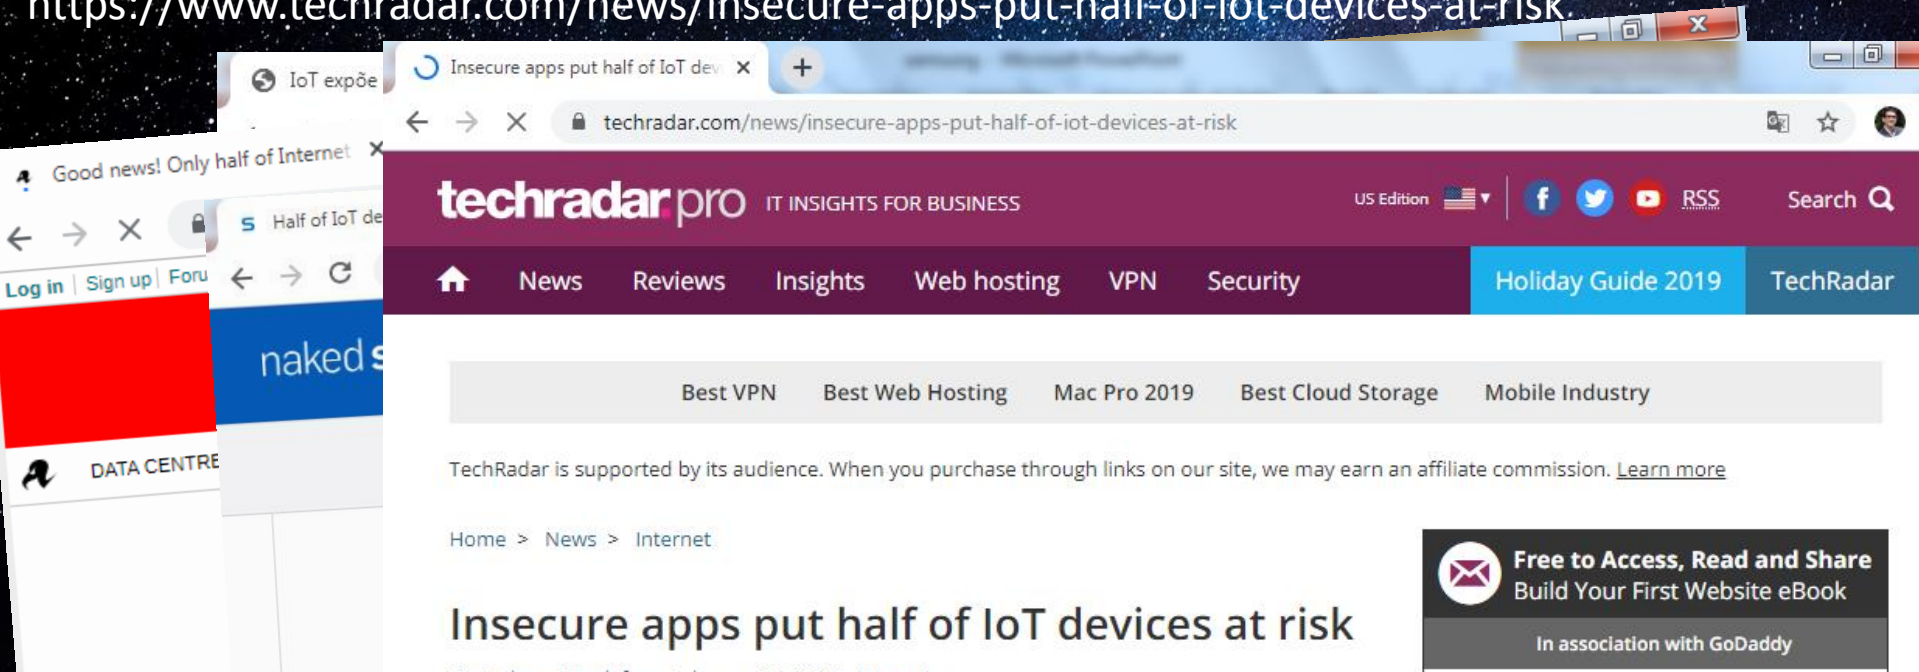 https://www.techradar.com/news/insecure-apps-put-half-of-iot-devices-at-risk
IoT expõe
Insecure apps put half of IoT dev
techradar.com/news/insecure-apps-put-half-of-iot-devices-at-risk
Good news! Only half of Internet
Half of IoT de
Log in | Sign up | Foru
naked s
DATA CENTRE
techradar.pro IT INSIGHTS FOR BUSINESS
US Edition
RSS
Search
News Reviews Insights Web hosting VPN Security Holiday Guide 2019 TechRadar
Best VPN Best Web Hosting Mac Pro 2019 Best Cloud Storage Mobile Industry
TechRadar is supported by its audience. When you purchase through links on our site, we may earn an affiliate commission. Learn more
Home > News > Internet
Insecure apps put half of IoT devices at risk
Free to Access, Read and Share
Build Your First Website eBook
In association with GoDaddy